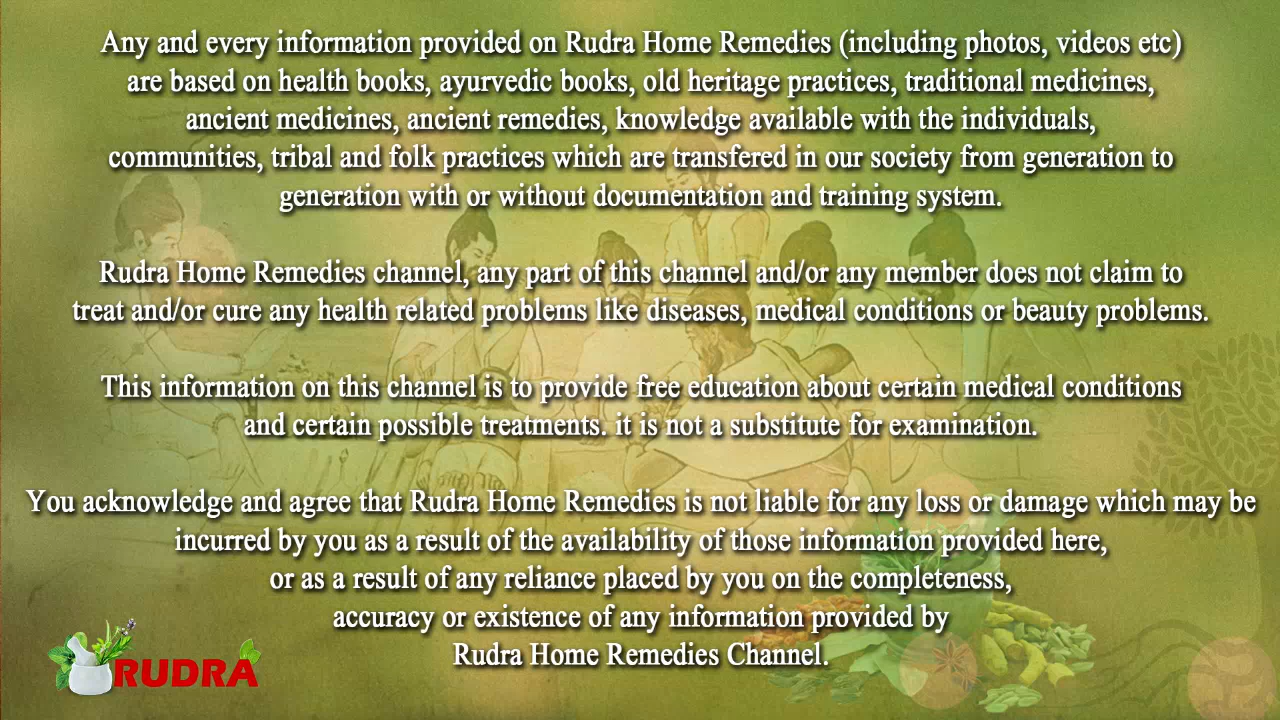 Any and every information provided on Rudra Home Remedies (including photos, videos etc)
are based on health books, ayurvedic books, old heritage practices, traditional medicines,
ancient medicines, ancient remedies, knowledge available with the individuals,
communities, tribal and folk practices which are transfered in our society from generation to
generation with or without documentation and training system.
Rudra Home Remedies channel, any part of this channel and/or any member does not claim to
treat and/or cure any health related problems like diseases, medical conditions or beauty problems.
This information on this channel is to provide free education about certain medical conditions
and certain possible treatments. it is not a substitute for examination.
You acknowledge and agree that Rudra Home Remedies is not liable for any loss or damage which may be
incurred by you as a result of the availability of those information provided here,
or as a result of any reliance placed by you on the completeness,
accuracy or existence of any information provided by
Rudra Home Remedies Channel.
RUDRA